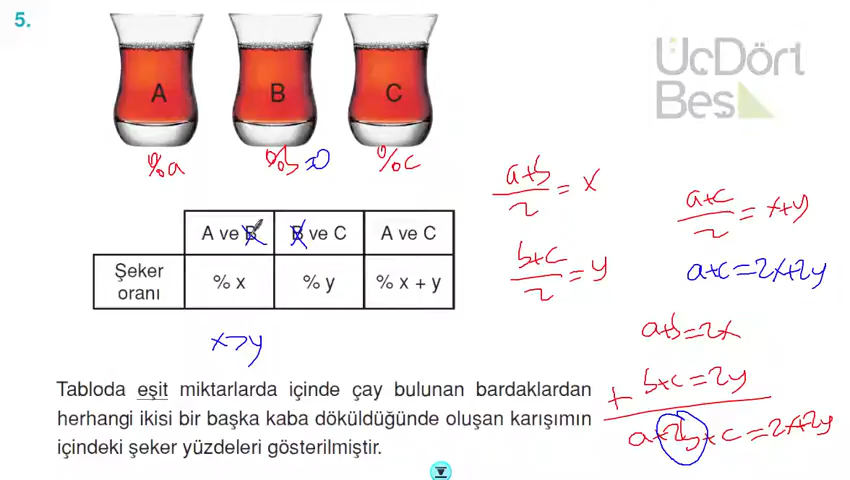 5.
ÜçDört
Beş
A B C
%a %b =0 %c
a+b/2 = x
a+c/2 = x+y
A ve B B ve C A ve C
b+c/2 = y
a+c=2x+2y
Şeker
oranı
% x % y % x + y
a+b=2x
x>y
b+c=2y
+
Tabloda eşit miktarlarda içinde çay bulunan bardaklardan
herhangi ikisi bir başka kaba döküldüğünde oluşan karışımın
a+2b+c=2x+2y
içindeki şeker yüzdeleri gösterilmiştir.